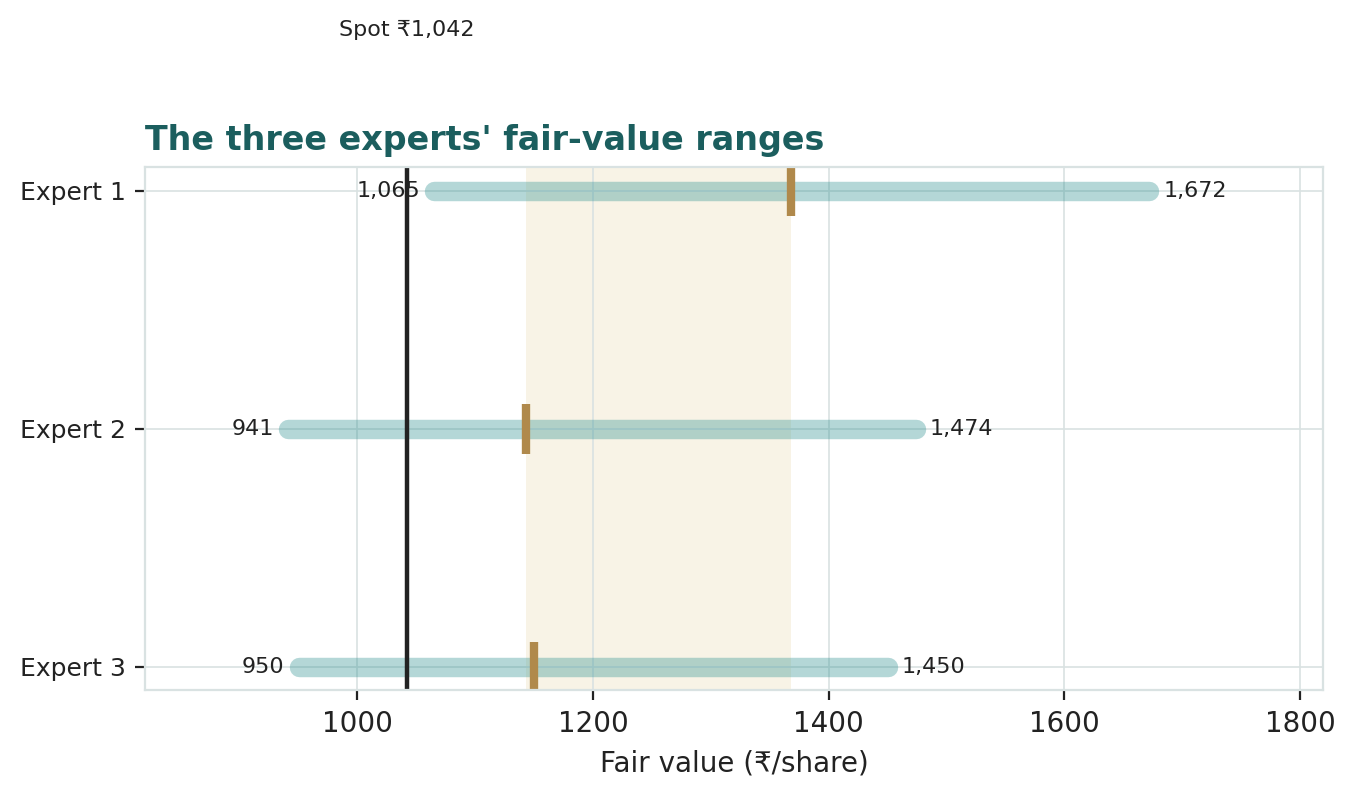 Spot ₹1,042
The three experts' fair-value ranges
Expert 1
1,065
1,672
Expert 2
941
1,474
Expert 3
950
1,450
1000 1200 1400 1600 1800
Fair value (₹/share)